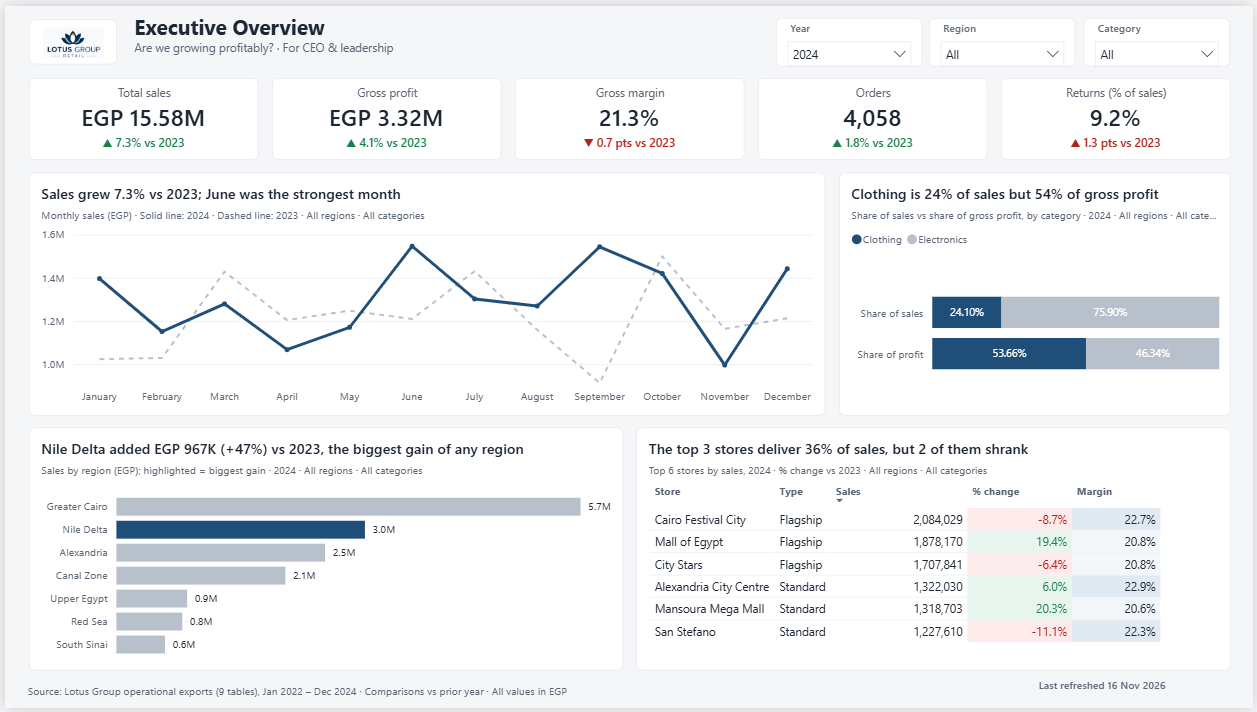 LOTUS GROUP
RETAIL
Executive Overview
Are we growing profitably? · For CEO & leadership
Year
2024
Region
All
Category
All
Total sales
EGP 15.58M
▲ 7.3% vs 2023
Gross profit
EGP 3.32M
▲ 4.1% vs 2023
Gross margin
21.3%
▼ 0.7 pts vs 2023
Orders
4,058
▲ 1.8% vs 2023
Returns (% of sales)
9.2%
▲ 1.3 pts vs 2023
Sales grew 7.3% vs 2023; June was the strongest month
Monthly sales (EGP) · Solid line: 2024 · Dashed line: 2023 · All regions · All categories
1.6M
1.4M
1.2M
1.0M
January February March April May June July August September October November December
Clothing is 24% of sales but 54% of gross profit
Share of sales vs share of gross profit, by category · 2024 · All regions · All cate...
Clothing Electronics
Share of sales 24.10% 75.90%
Share of profit 53.66% 46.34%
Nile Delta added EGP 967K (+47%) vs 2023, the biggest gain of any region
Sales by region (EGP); highlighted = biggest gain · 2024 · All regions · All categories
Greater Cairo 5.7M
Nile Delta 3.0M
Alexandria 2.5M
Canal Zone 2.1M
Upper Egypt 0.9M
Red Sea 0.8M
South Sinai 0.6M
The top 3 stores deliver 36% of sales, but 2 of them shrank
Top 6 stores by sales, 2024 · % change vs 2023 · All regions · All categories
Store Type Sales % change Margin
Cairo Festival City Flagship 2,084,029 -8.7% 22.7%
Mall of Egypt Flagship 1,878,170 19.4% 20.8%
City Stars Flagship 1,707,841 -6.4% 20.8%
Alexandria City Centre Standard 1,322,030 6.0% 22.9%
Mansoura Mega Mall Standard 1,318,703 20.3% 20.6%
San Stefano Standard 1,227,610 -11.1% 22.3%
Source: Lotus Group operational exports (9 tables), Jan 2022 – Dec 2024 · Comparisons vs prior year · All values in EGP
Last refreshed 16 Nov 2026